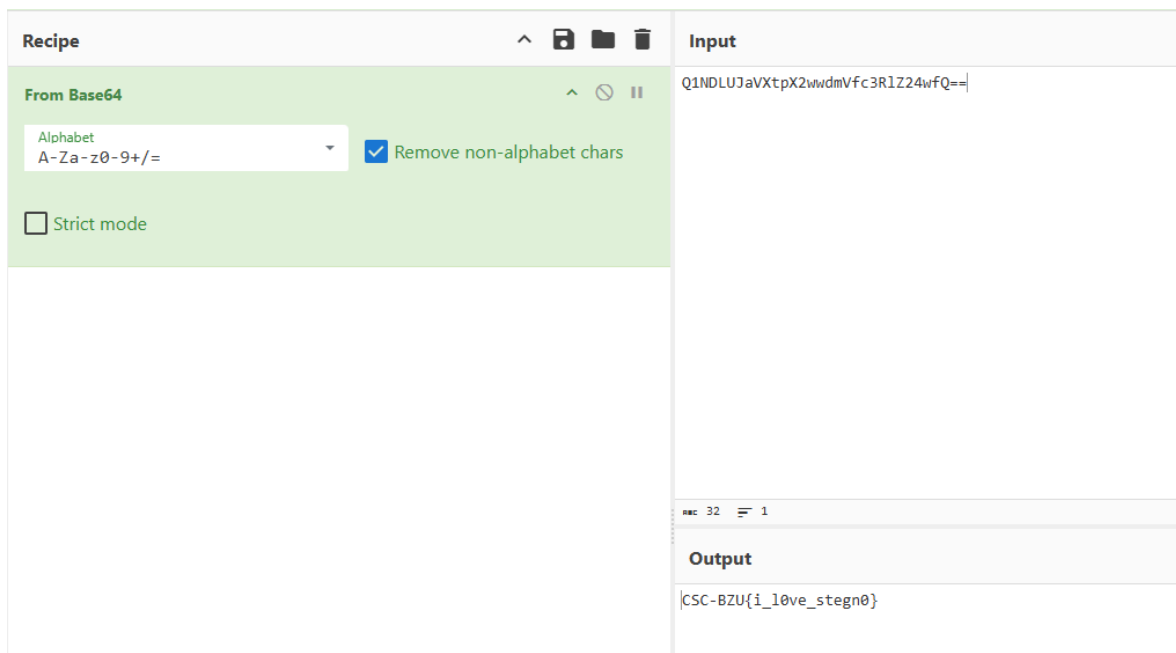 Recipe
From Base64
Alphabet
A-Za-z0-9+/=
Remove non-alphabet chars
Strict mode
Input
Q1NDLUJaVXtpX2wwdmVfc3RlZ24wfQ==
ABC 32 1
Output
CSC-BZU{i_l0ve_stegn0}